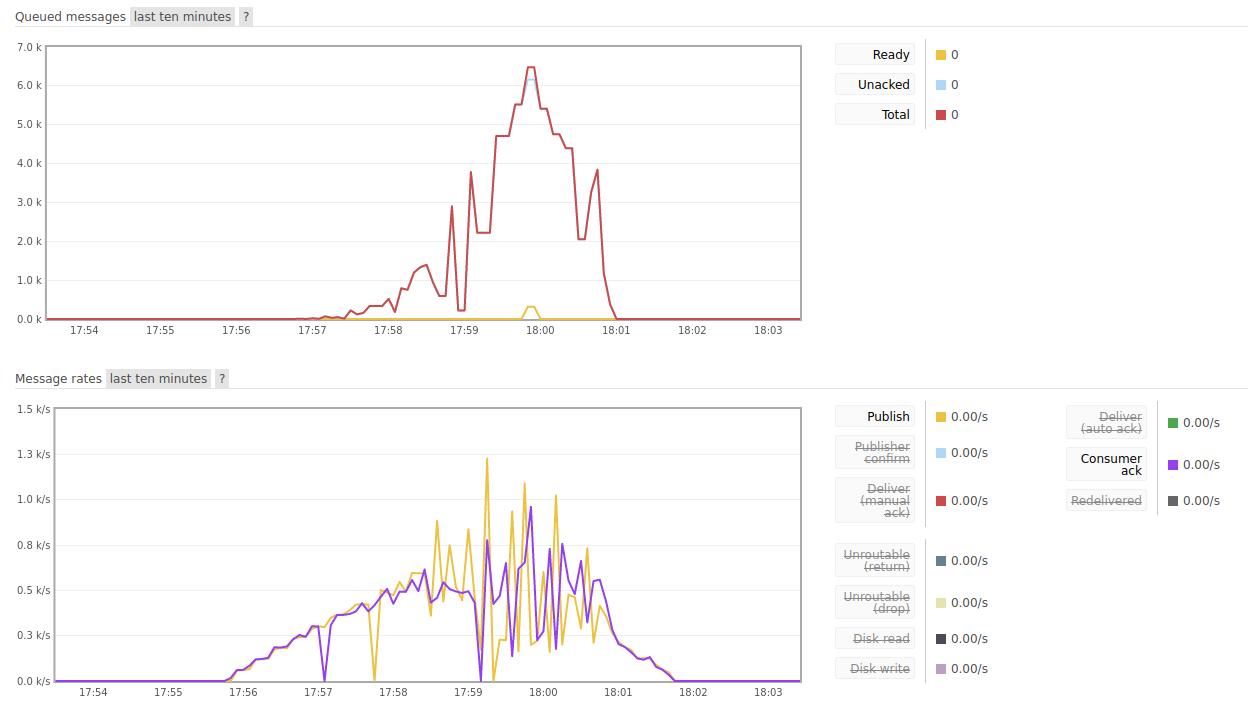 Queued messages last ten minutes ?
7.0 k
6.0 k
5.0 k
4.0 k
3.0 k
2.0 k
1.0 k
0.0 k
17:54 17:55 17:56 17:57 17:58 17:59 18:00 18:01 18:02 18:03
Ready 0
Unacked 0
Total 0
Message rates last ten minutes ?
1.5 k/s
1.3 k/s
1.0 k/s
0.8 k/s
0.5 k/s
0.3 k/s
0.0 k/s
17:54 17:55 17:56 17:57 17:58 17:59 18:00 18:01 18:02 18:03
Publish 0.00/s
Publisher
confirm 0.00/s
Deliver
(manual
ack) 0.00/s
Deliver
(auto ack) 0.00/s
Consumer
ack 0.00/s
Redelivered 0.00/s
Unroutable
(return) 0.00/s
Unroutable
(drop) 0.00/s
Disk read 0.00/s
Disk write 0.00/s